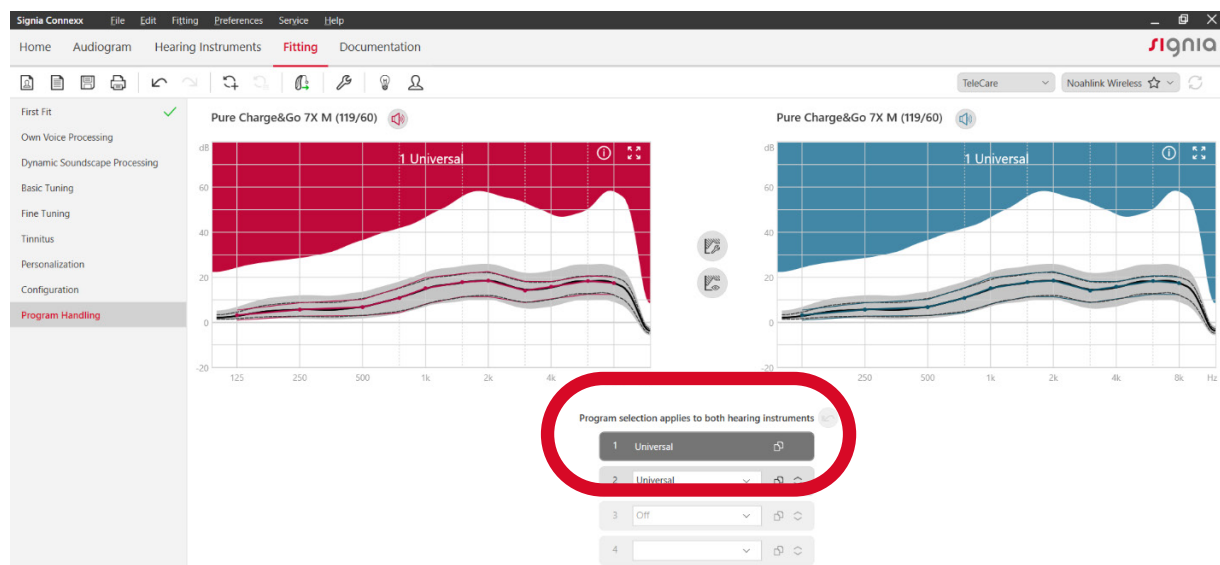 Signia Connexx File Edit Fitting Preferences Service Help
Home Audiogram Hearing Instruments Fitting Documentation
signia
TeleCare Noahlink Wireless
First Fit
Own Voice Processing
Dynamic Soundscape Processing
Basic Tuning
Fine Tuning
Tinnitus
Personalization
Configuration
Program Handling
Pure Charge&Go 7X M (119/60)
dB
1 Universal
60
40
20
0
-20
125 250 500 1k 2k 4k
Pure Charge&Go 7X M (119/60)
dB
1 Universal
60
40
20
0
-20
250 500 1k 2k 4k 8k Hz
Program selection applies to both hearing instruments
1 Universal
2 Universal
3 Off
4